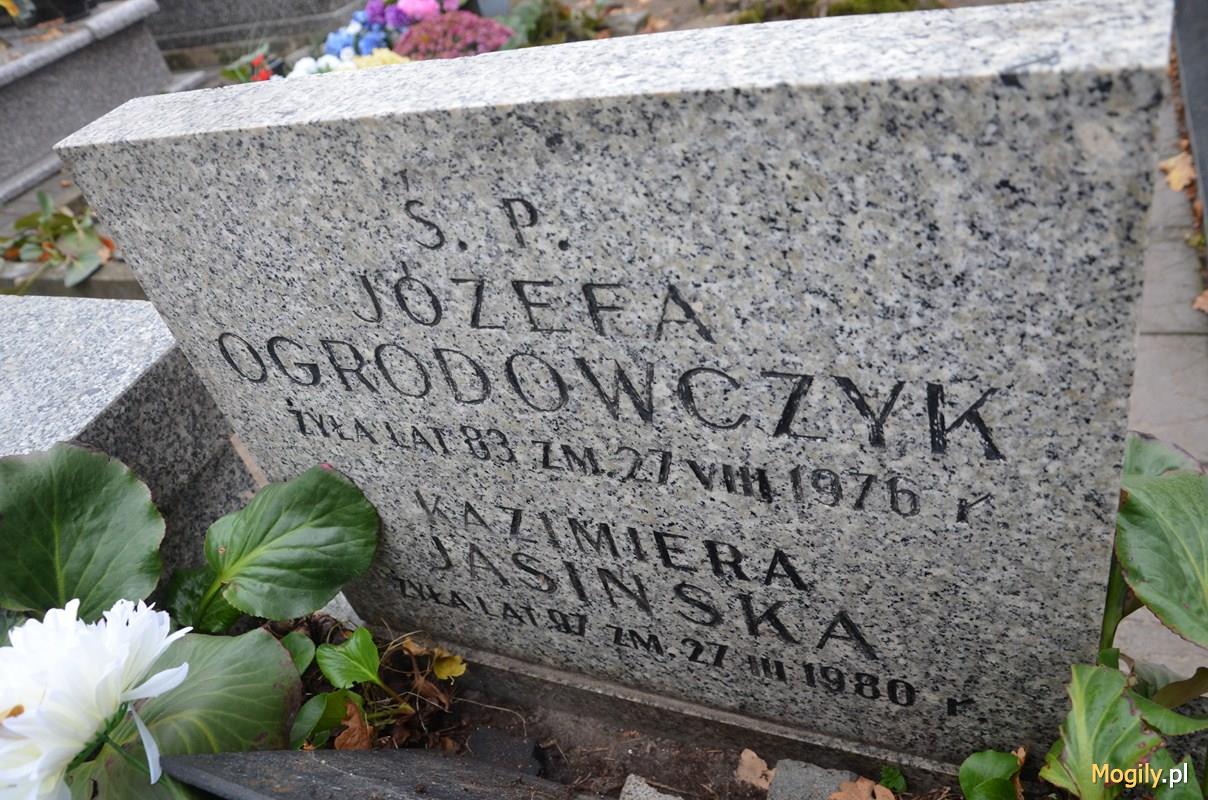 Ś. P.
JÓZEFA
OGRODOWCZYK
ŻYŁA LAT 83 ZM. 27 VIII 1976 r.
KAZIMIERA
JASIŃSKA
ŻYŁA LAT 97 ZM. 27 III 1980 r.
Mogily.pl